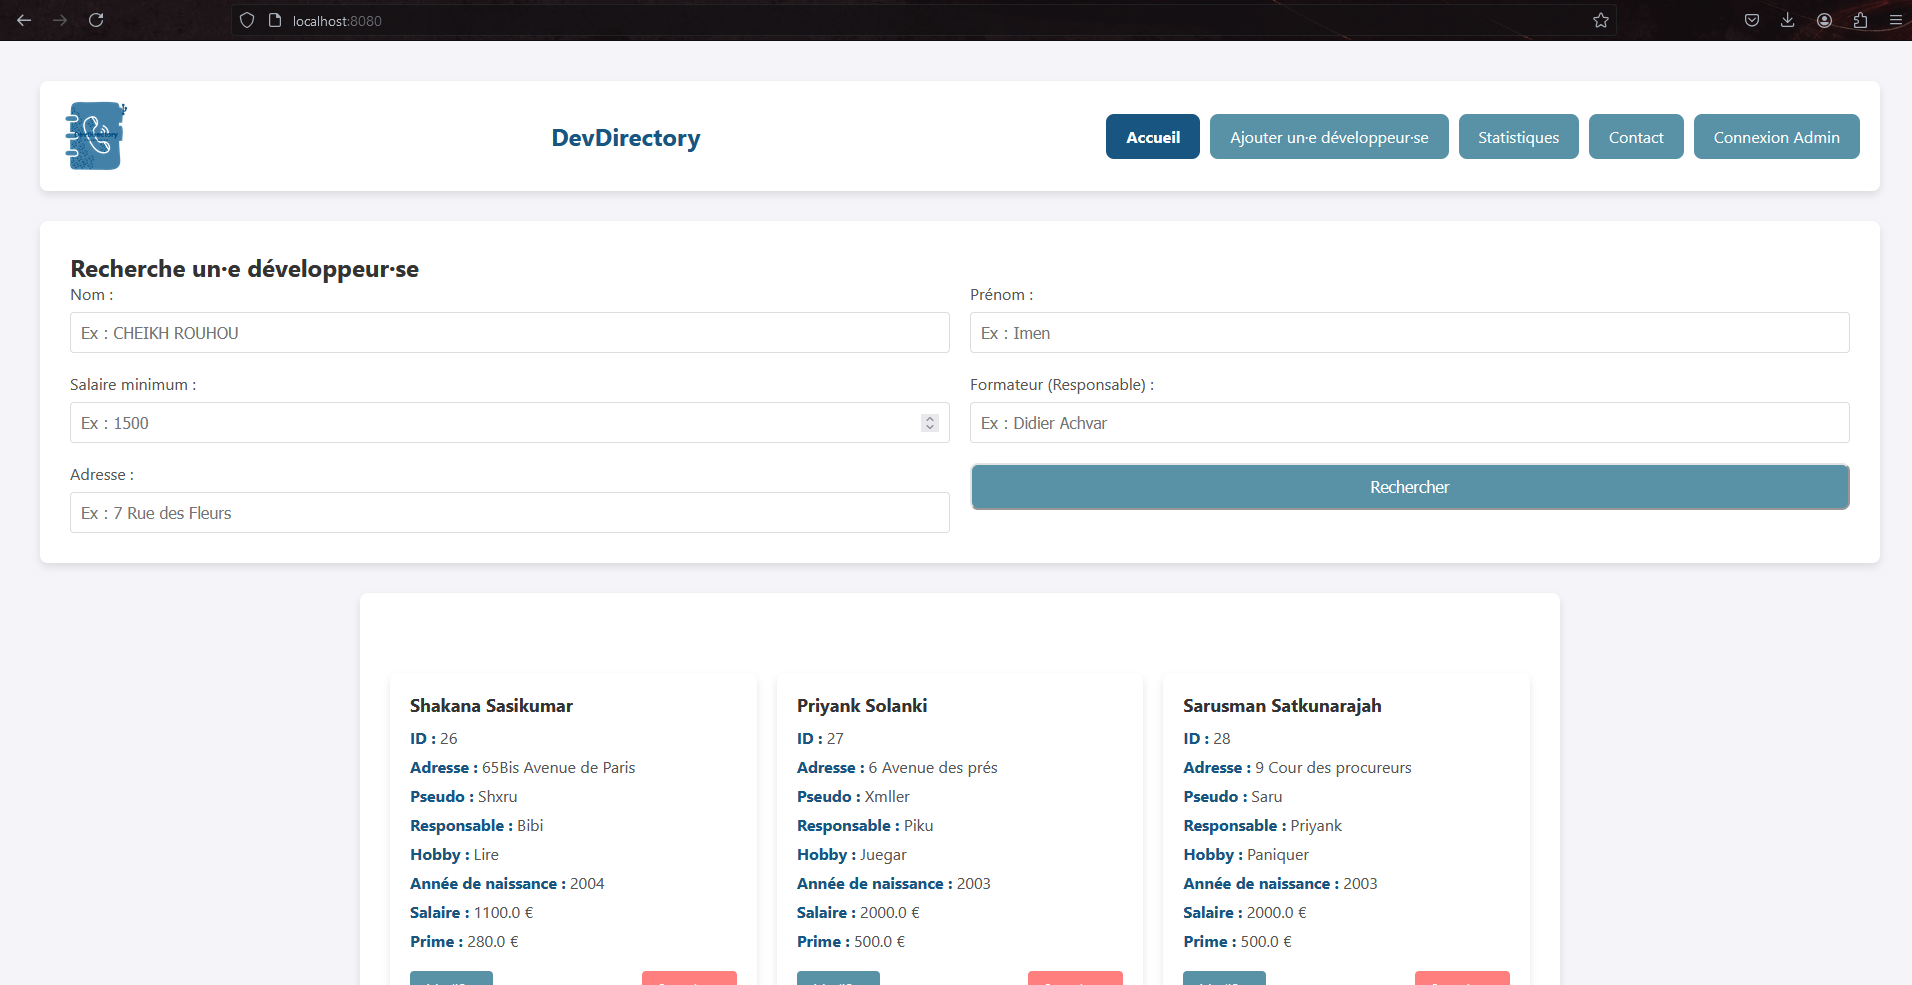 localhost:8080
DevDirectory
Accueil
Ajouter un·e développeur·se
Statistiques
Contact
Connexion Admin
Recherche un·e développeur·se
Nom :
Prénom :
Ex : CHEIKH ROUHOU
Ex : Imen
Salaire minimum :
Formateur (Responsable) :
Ex : 1500
Ex : Didier Achvar
Adresse :
Ex : 7 Rue des Fleurs
Rechercher
Shakana Sasikumar
ID : 26
Adresse : 65Bis Avenue de Paris
Pseudo : Shxru
Responsable : Bibi
Hobby : Lire
Année de naissance : 2004
Salaire : 1100.0 €
Prime : 280.0 €
Priyank Solanki
ID : 27
Adresse : 6 Avenue des prés
Pseudo : Xmller
Responsable : Piku
Hobby : Juegar
Année de naissance : 2003
Salaire : 2000.0 €
Prime : 500.0 €
Sarusman Satkunarajah
ID : 28
Adresse : 9 Cour des procureurs
Pseudo : Saru
Responsable : Priyank
Hobby : Paniquer
Année de naissance : 2003
Salaire : 2000.0 €
Prime : 500.0 €